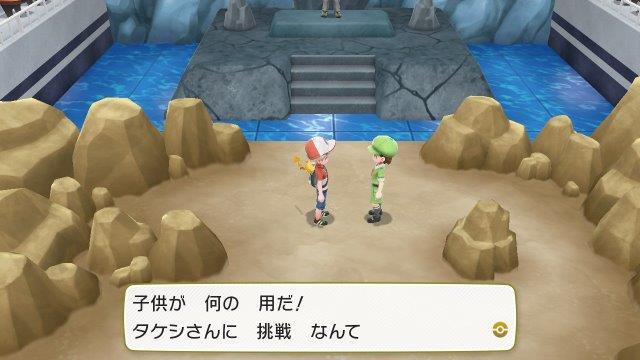 子供が　何の　用だ！
タケシさんに　挑戦　なんて